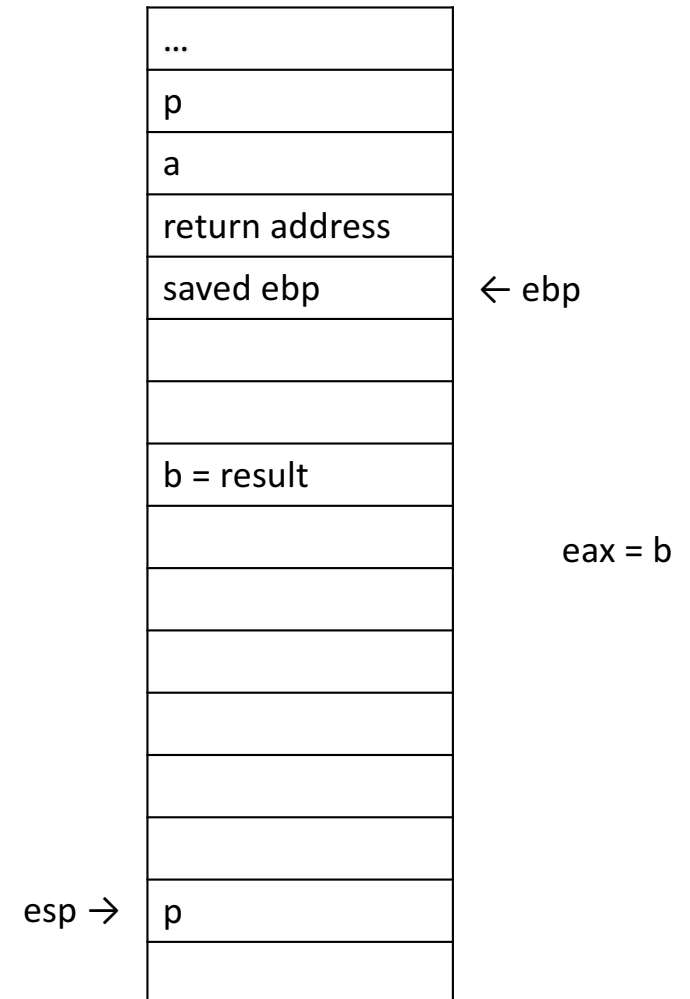 ...
p
a
return address
saved ebp ← ebp
b = result
eax = b
esp → p